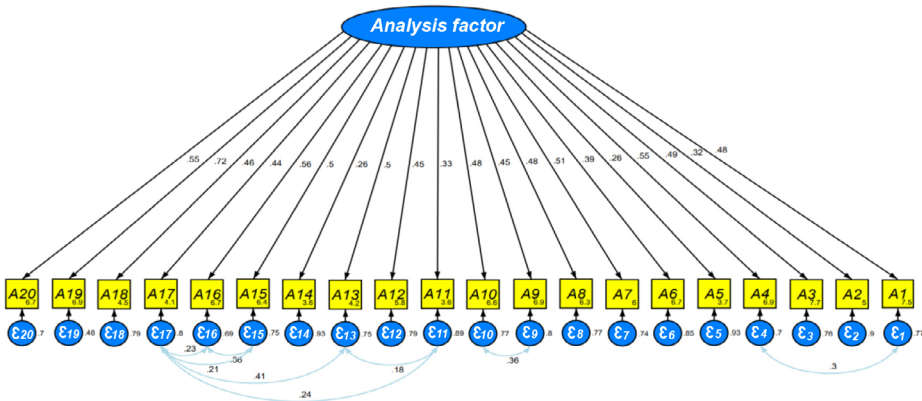 Analysis factor
.55 .72 .46 .44 .56 .5 .26 .5 .45 .33 .48 .45 .48 .51 .39 .26 .55 .49 .32 .48
A20 A19 A18 A17 A16 A15 A14 A13 A12 A11 A10 A9 A8 A7 A6 A5 A4 A3 A2 A1
6.7 6.9 4.5 4.1 6.7 6.4 3.6 4.2 5.8 3.6 6.6 6.9 6.3 6 6.7 3.7 6.9 7.7 5 7.5
ε20 .7 ε19 .48 ε18 .79 ε17 .8 ε16 .69 ε15 .75 ε14 .93 ε13 .75 ε12 .79 ε11 .89 ε10 .77 ε9 .8 ε8 .77 ε7 .74 ε6 .85 ε5 .93 ε4 .7 ε3 .76 ε2 .9 ε1 .77
.23 .36
.21 .18 .3
.41
.24